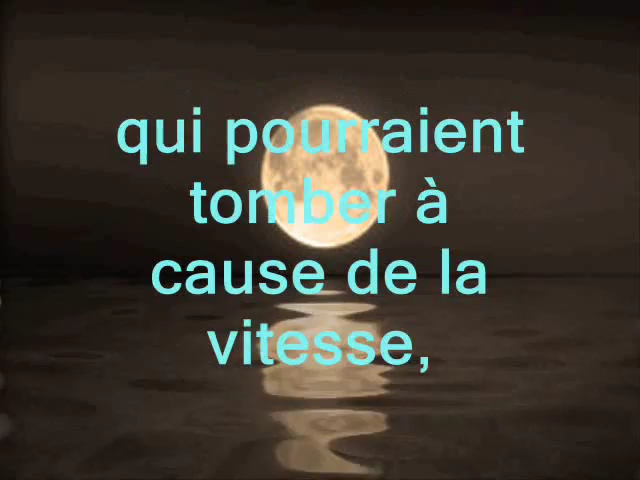 qui pourraient
tomber à
cause de la
vitesse,